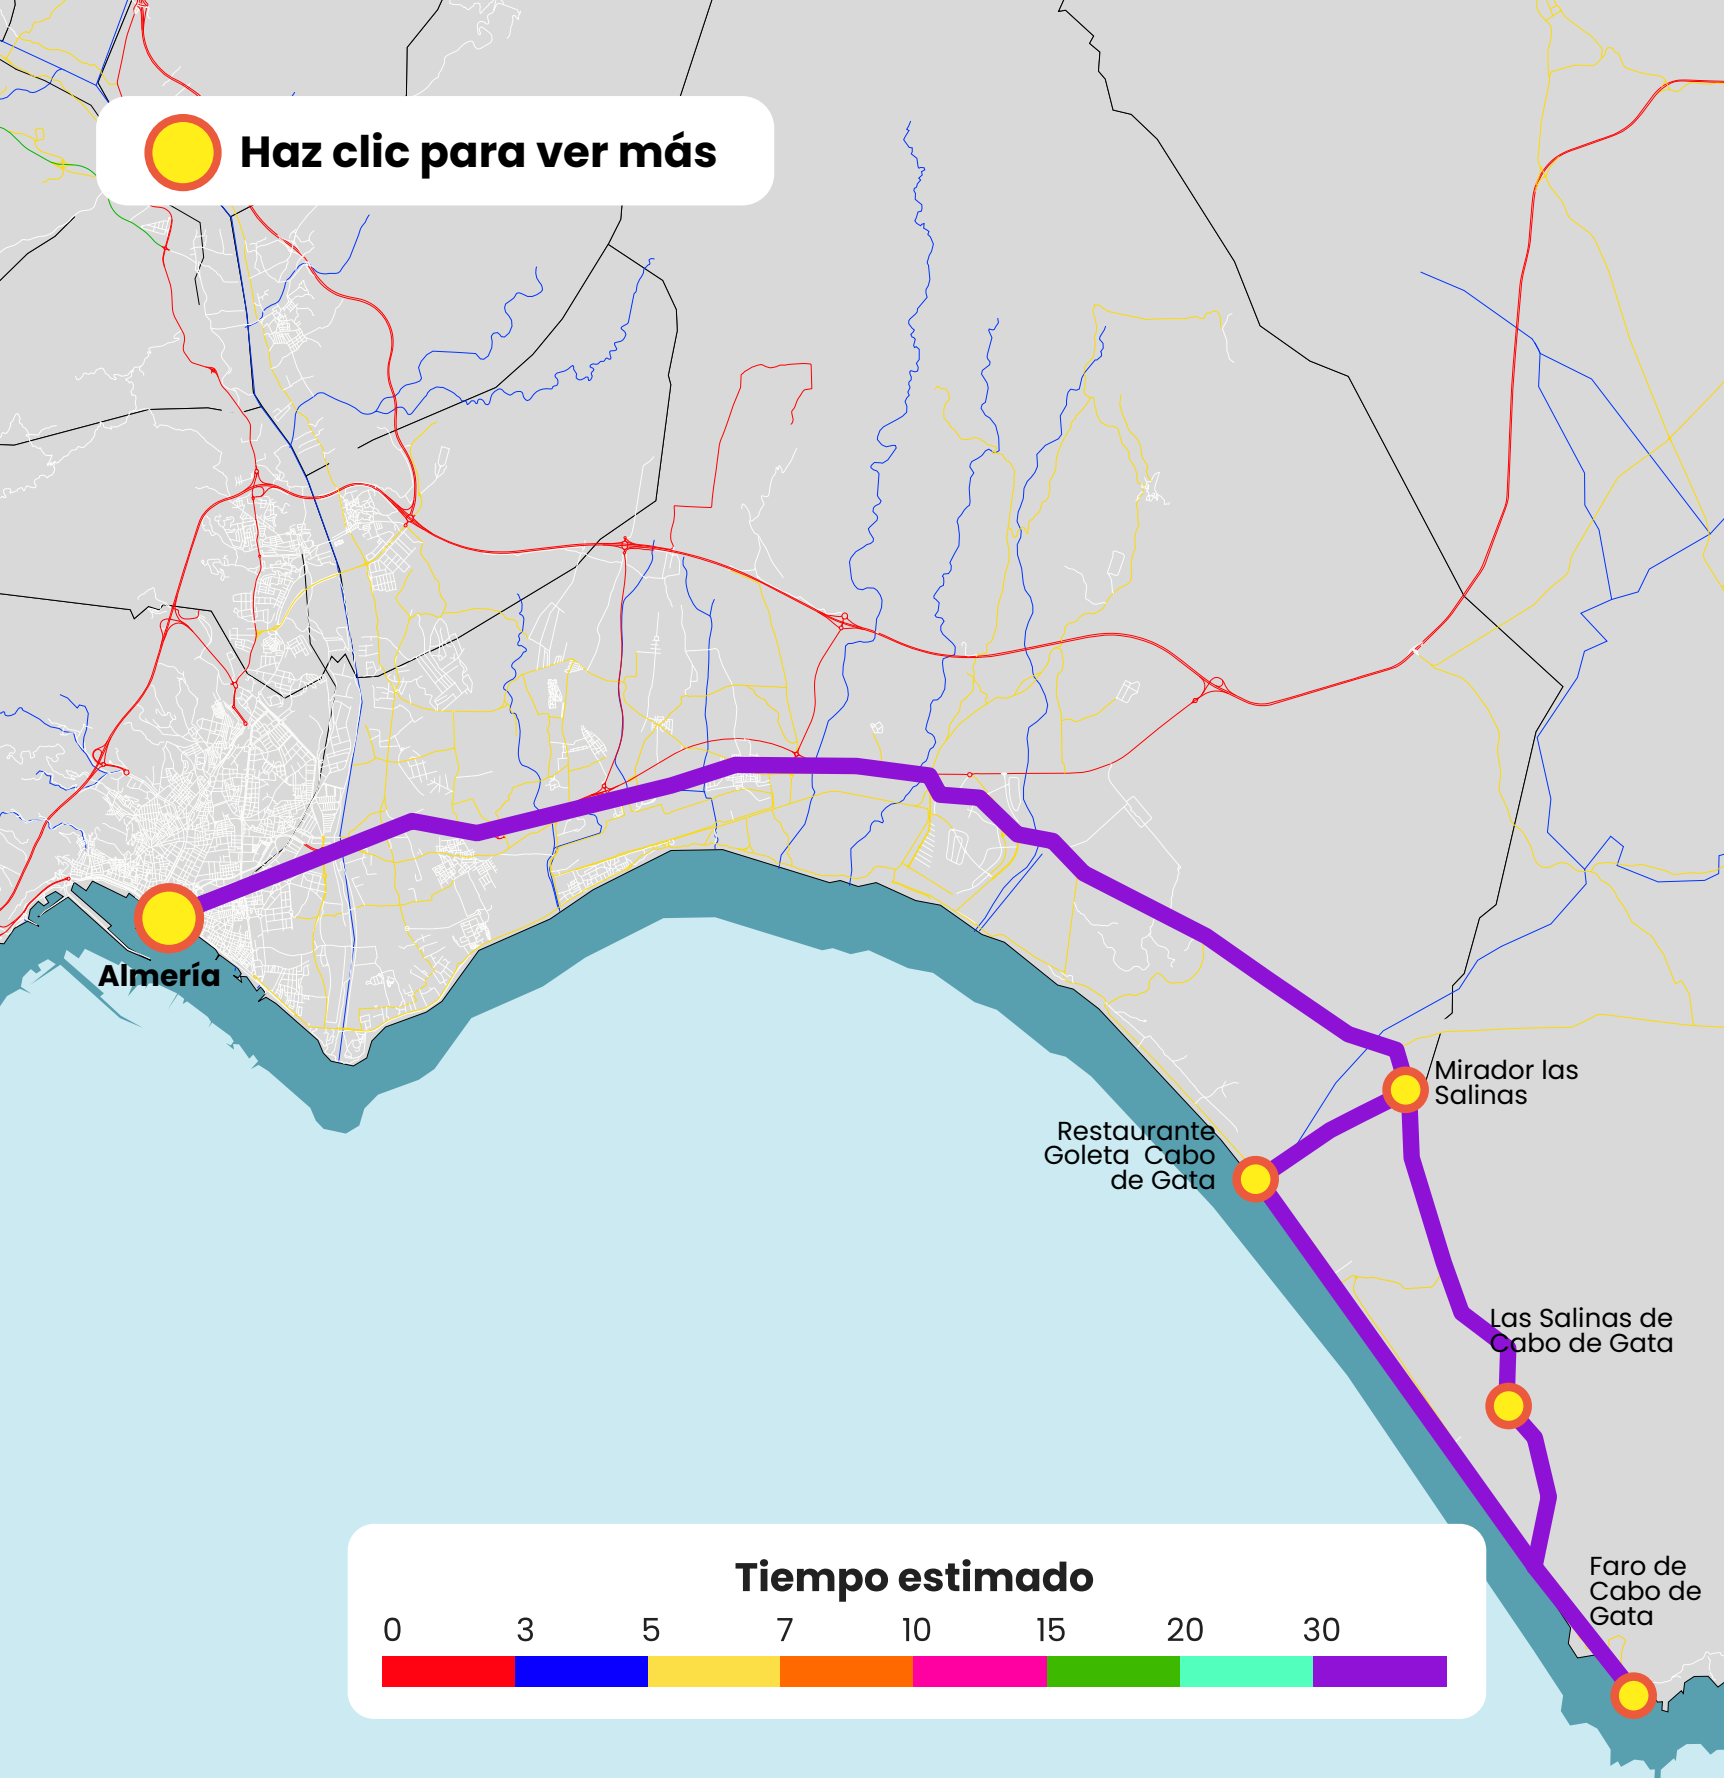 Haz clic para ver más
Almería
Mirador las
Salinas
Restaurante
Goleta Cabo
de Gata
Las Salinas de
Cabo de Gata
Faro de
Cabo de
Gata
Tiempo estimado
0 3 5 7 10 15 20 30